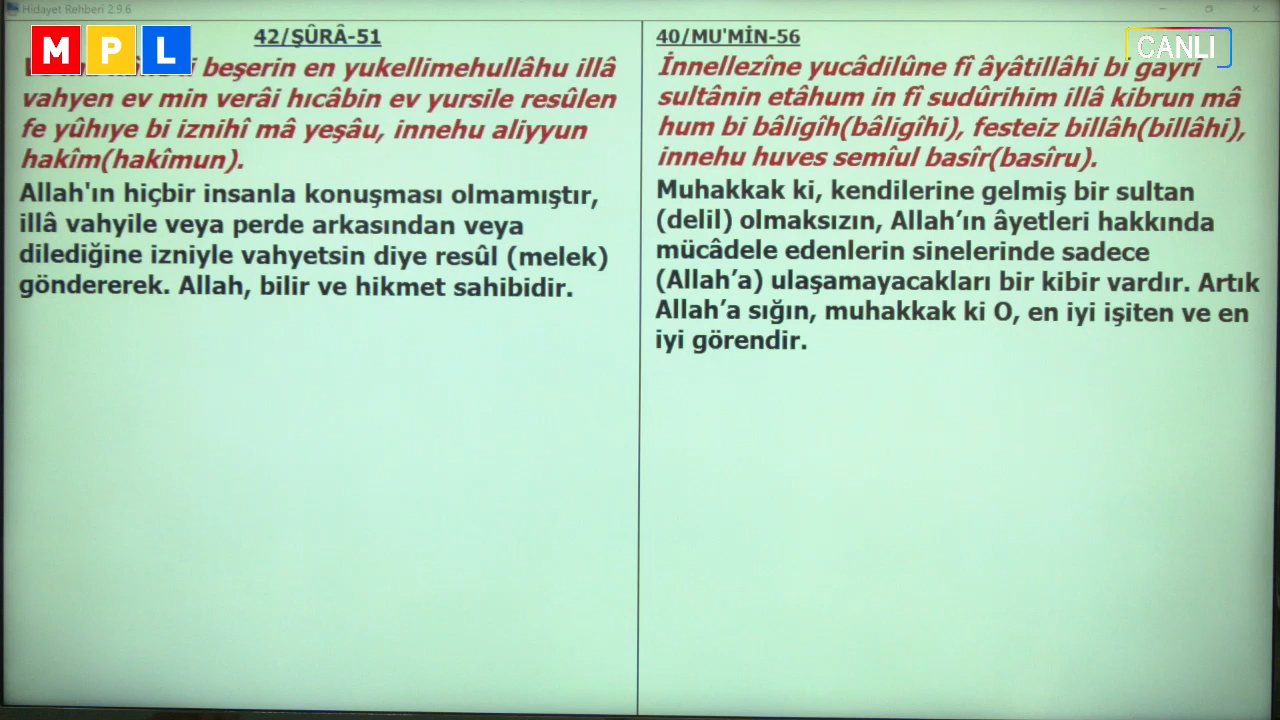 Hidayet Rehberi 2.9.6
MPL
CANLI
42/ŞÛRÂ-51
i beşerin en yukellimehullâhu illâ
vahyen ev min verâi hıcâbin ev yursile resûlen
fe yûhıye bi iznihî mâ yeşâu, innehu aliyyun
hakîm(hakîmun).
Allah'ın hiçbir insanla konuşması olmamıştır,
illâ vahyile veya perde arkasından veya
dilediğine izniyle vahyetsin diye resûl (melek)
göndererek. Allah, bilir ve hikmet sahibidir.
40/MU'MİN-56
İnnellezîne yucâdilûne fî âyâtillâhi bi gayri
sultânin etâhum in fî sudûrihim illâ kibrun mâ
hum bi bâligîh(bâligîhi), festeiz billâh(billâhi),
innehu huves semîul basîr(basîru).
Muhakkak ki, kendilerine gelmiş bir sultan
(delil) olmaksızın, Allah’ın âyetleri hakkında
mücâdele edenlerin sinelerinde sadece
(Allah’a) ulaşamayacakları bir kibir vardır. Artık
Allah’a sığın, muhakkak ki O, en iyi işiten ve en
iyi görendir.